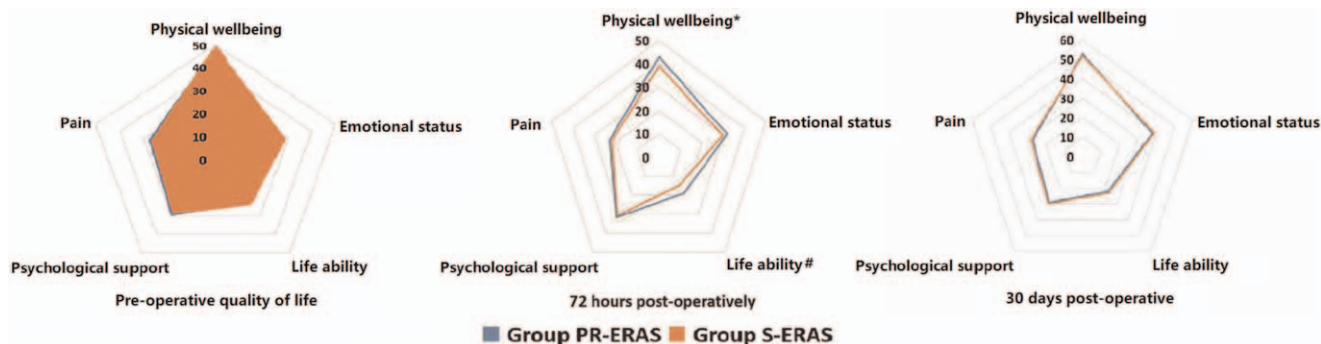 Physical wellbeing
50
40
30
20
10
0
Emotional status
Life ability
Psychological support
Pain
Pre-operative quality of life
Physical wellbeing*
50
40
30
20
10
0
Emotional status
Life ability#
Psychological support
Pain
72 hours post-operatively
Physical wellbeing
60
50
40
30
20
10
0
Emotional status
Life ability
Psychological support
Pain
30 days post-operative
Group PR-ERAS Group S-ERAS